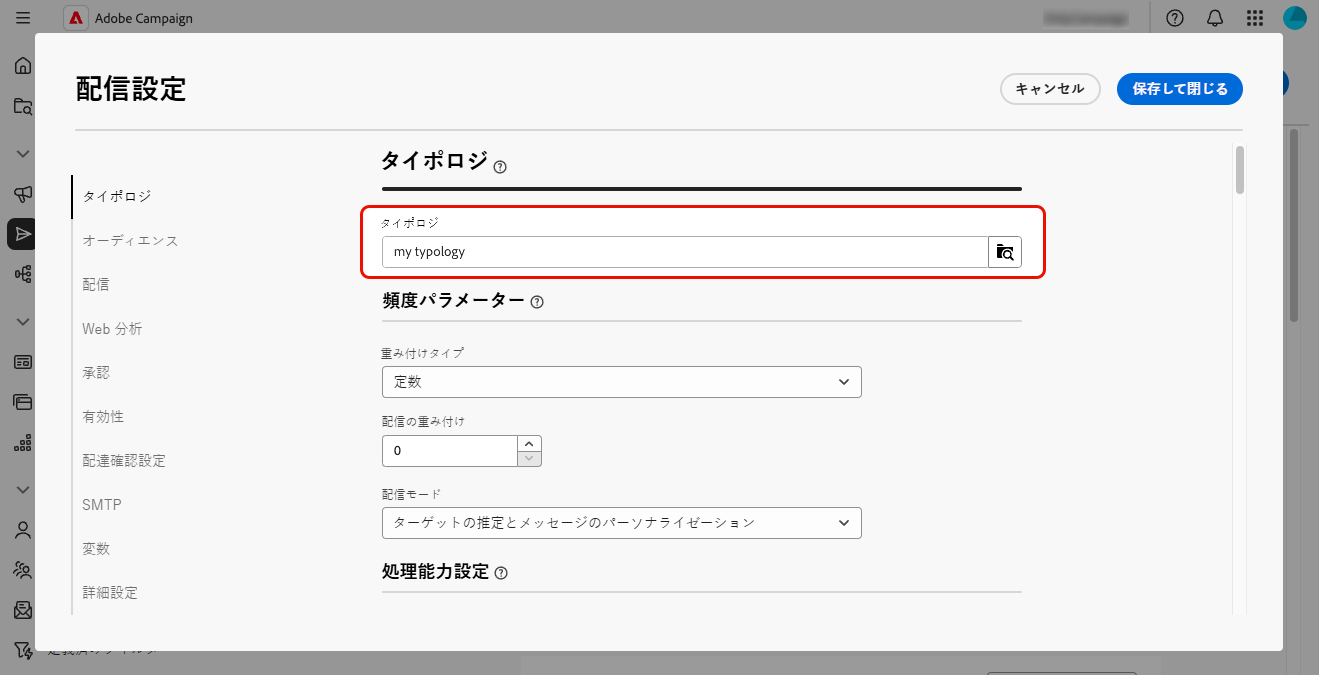 Adobe Campaign
配信設定
キャンセル
保存して閉じる
タイポロジ
オーディエンス
配信
Web 分析
承認
有効性
配達確認設定
SMTP
変数
詳細設定
タイポロジ
タイポロジ
my typology
頻度パラメーター
重み付けタイプ
定数
配信の重み付け
0
配信モード
ターゲットの推定とメッセージのパーソナライゼーション
処理能力設定